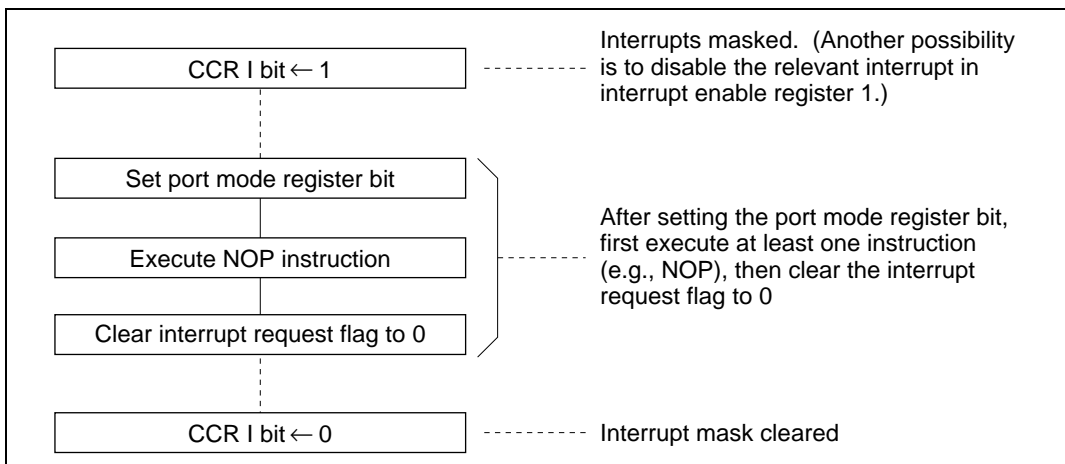 CCR I bit ← 1
Interrupts masked. (Another possibility
is to disable the relevant interrupt in
interrupt enable register 1.)
Set port mode register bit
Execute NOP instruction
Clear interrupt request flag to 0
After setting the port mode register bit,
first execute at least one instruction
(e.g., NOP), then clear the interrupt
request flag to 0
CCR I bit ← 0
Interrupt mask cleared